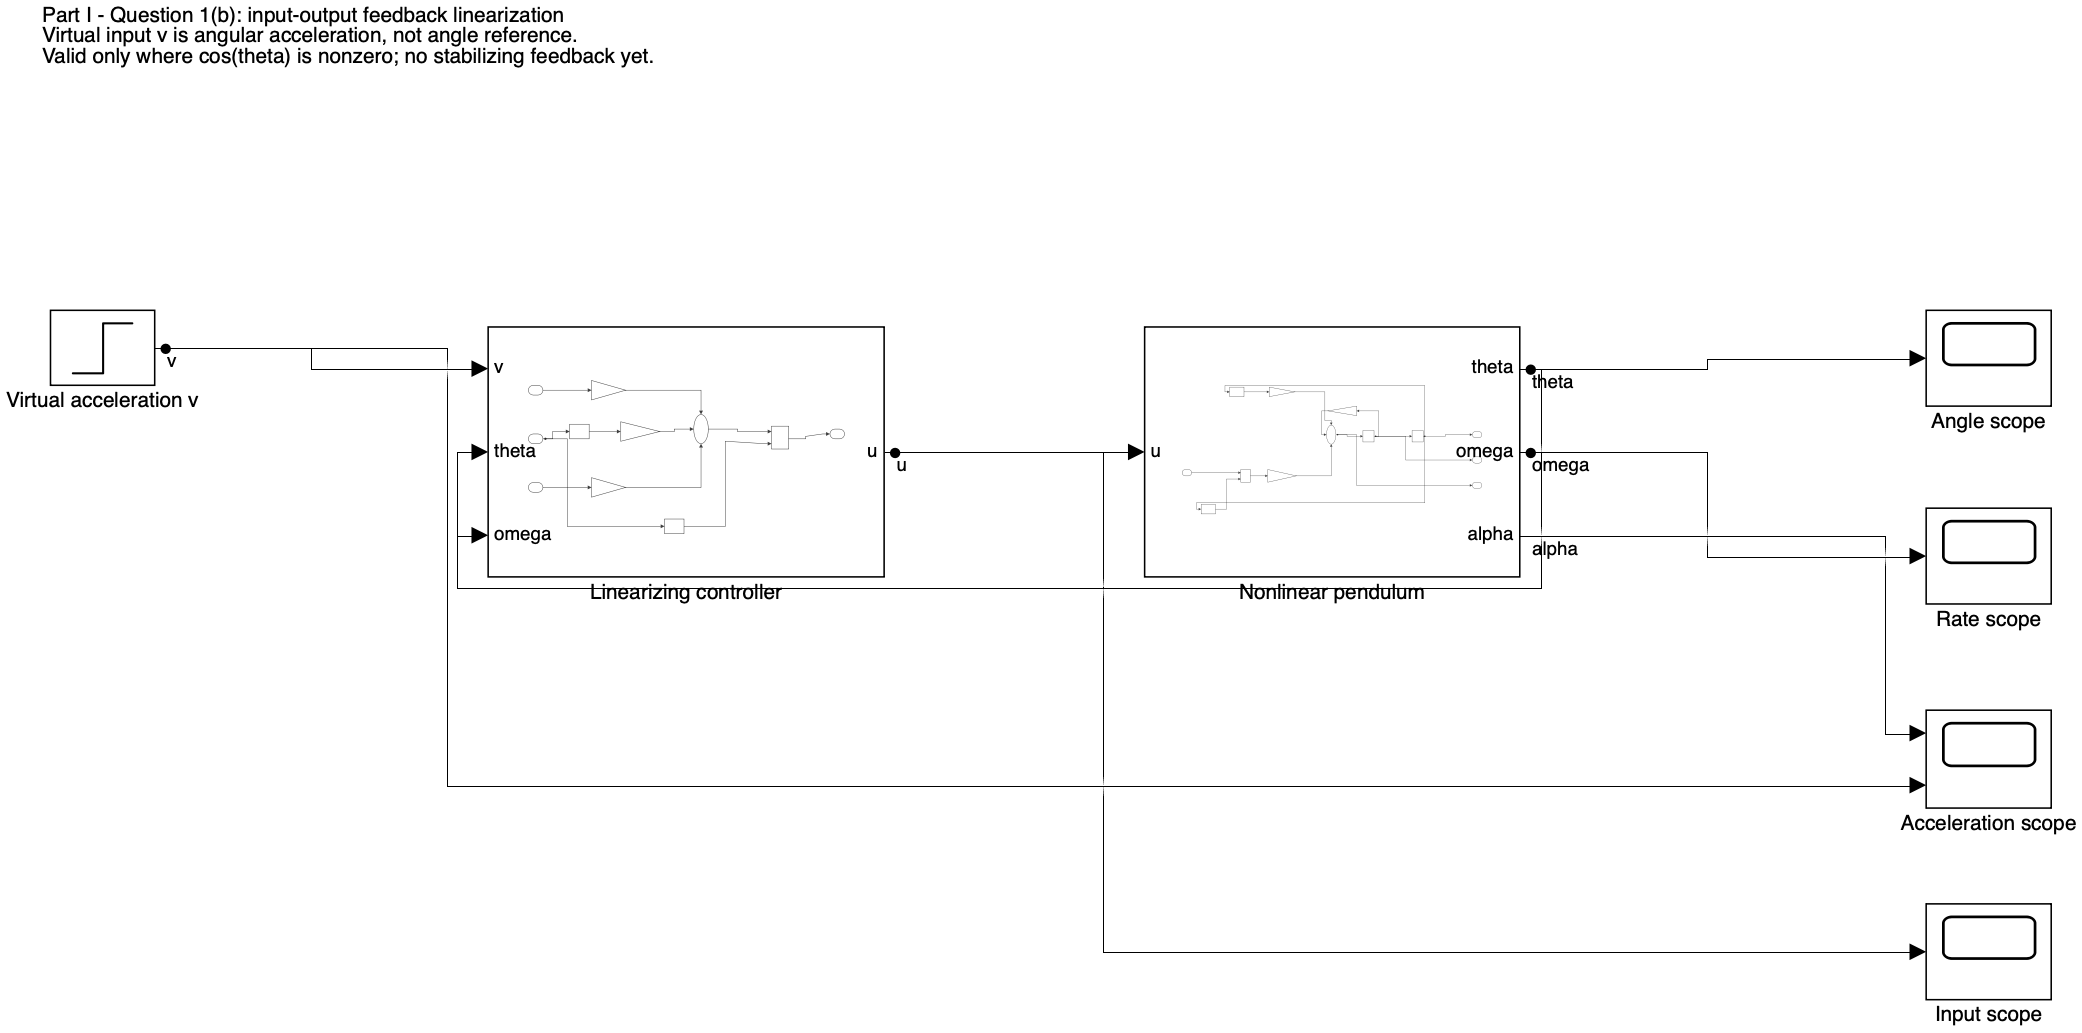 Part I - Question 1(b): input-output feedback linearization
Virtual input v is angular acceleration, not angle reference.
Valid only where cos(theta) is nonzero; no stabilizing feedback yet.
v
Virtual acceleration v
v
theta
omega
u
u
Linearizing controller
u
theta
omega
alpha
theta
omega
alpha
Nonlinear pendulum
Angle scope
Rate scope
Acceleration scope
Input scope